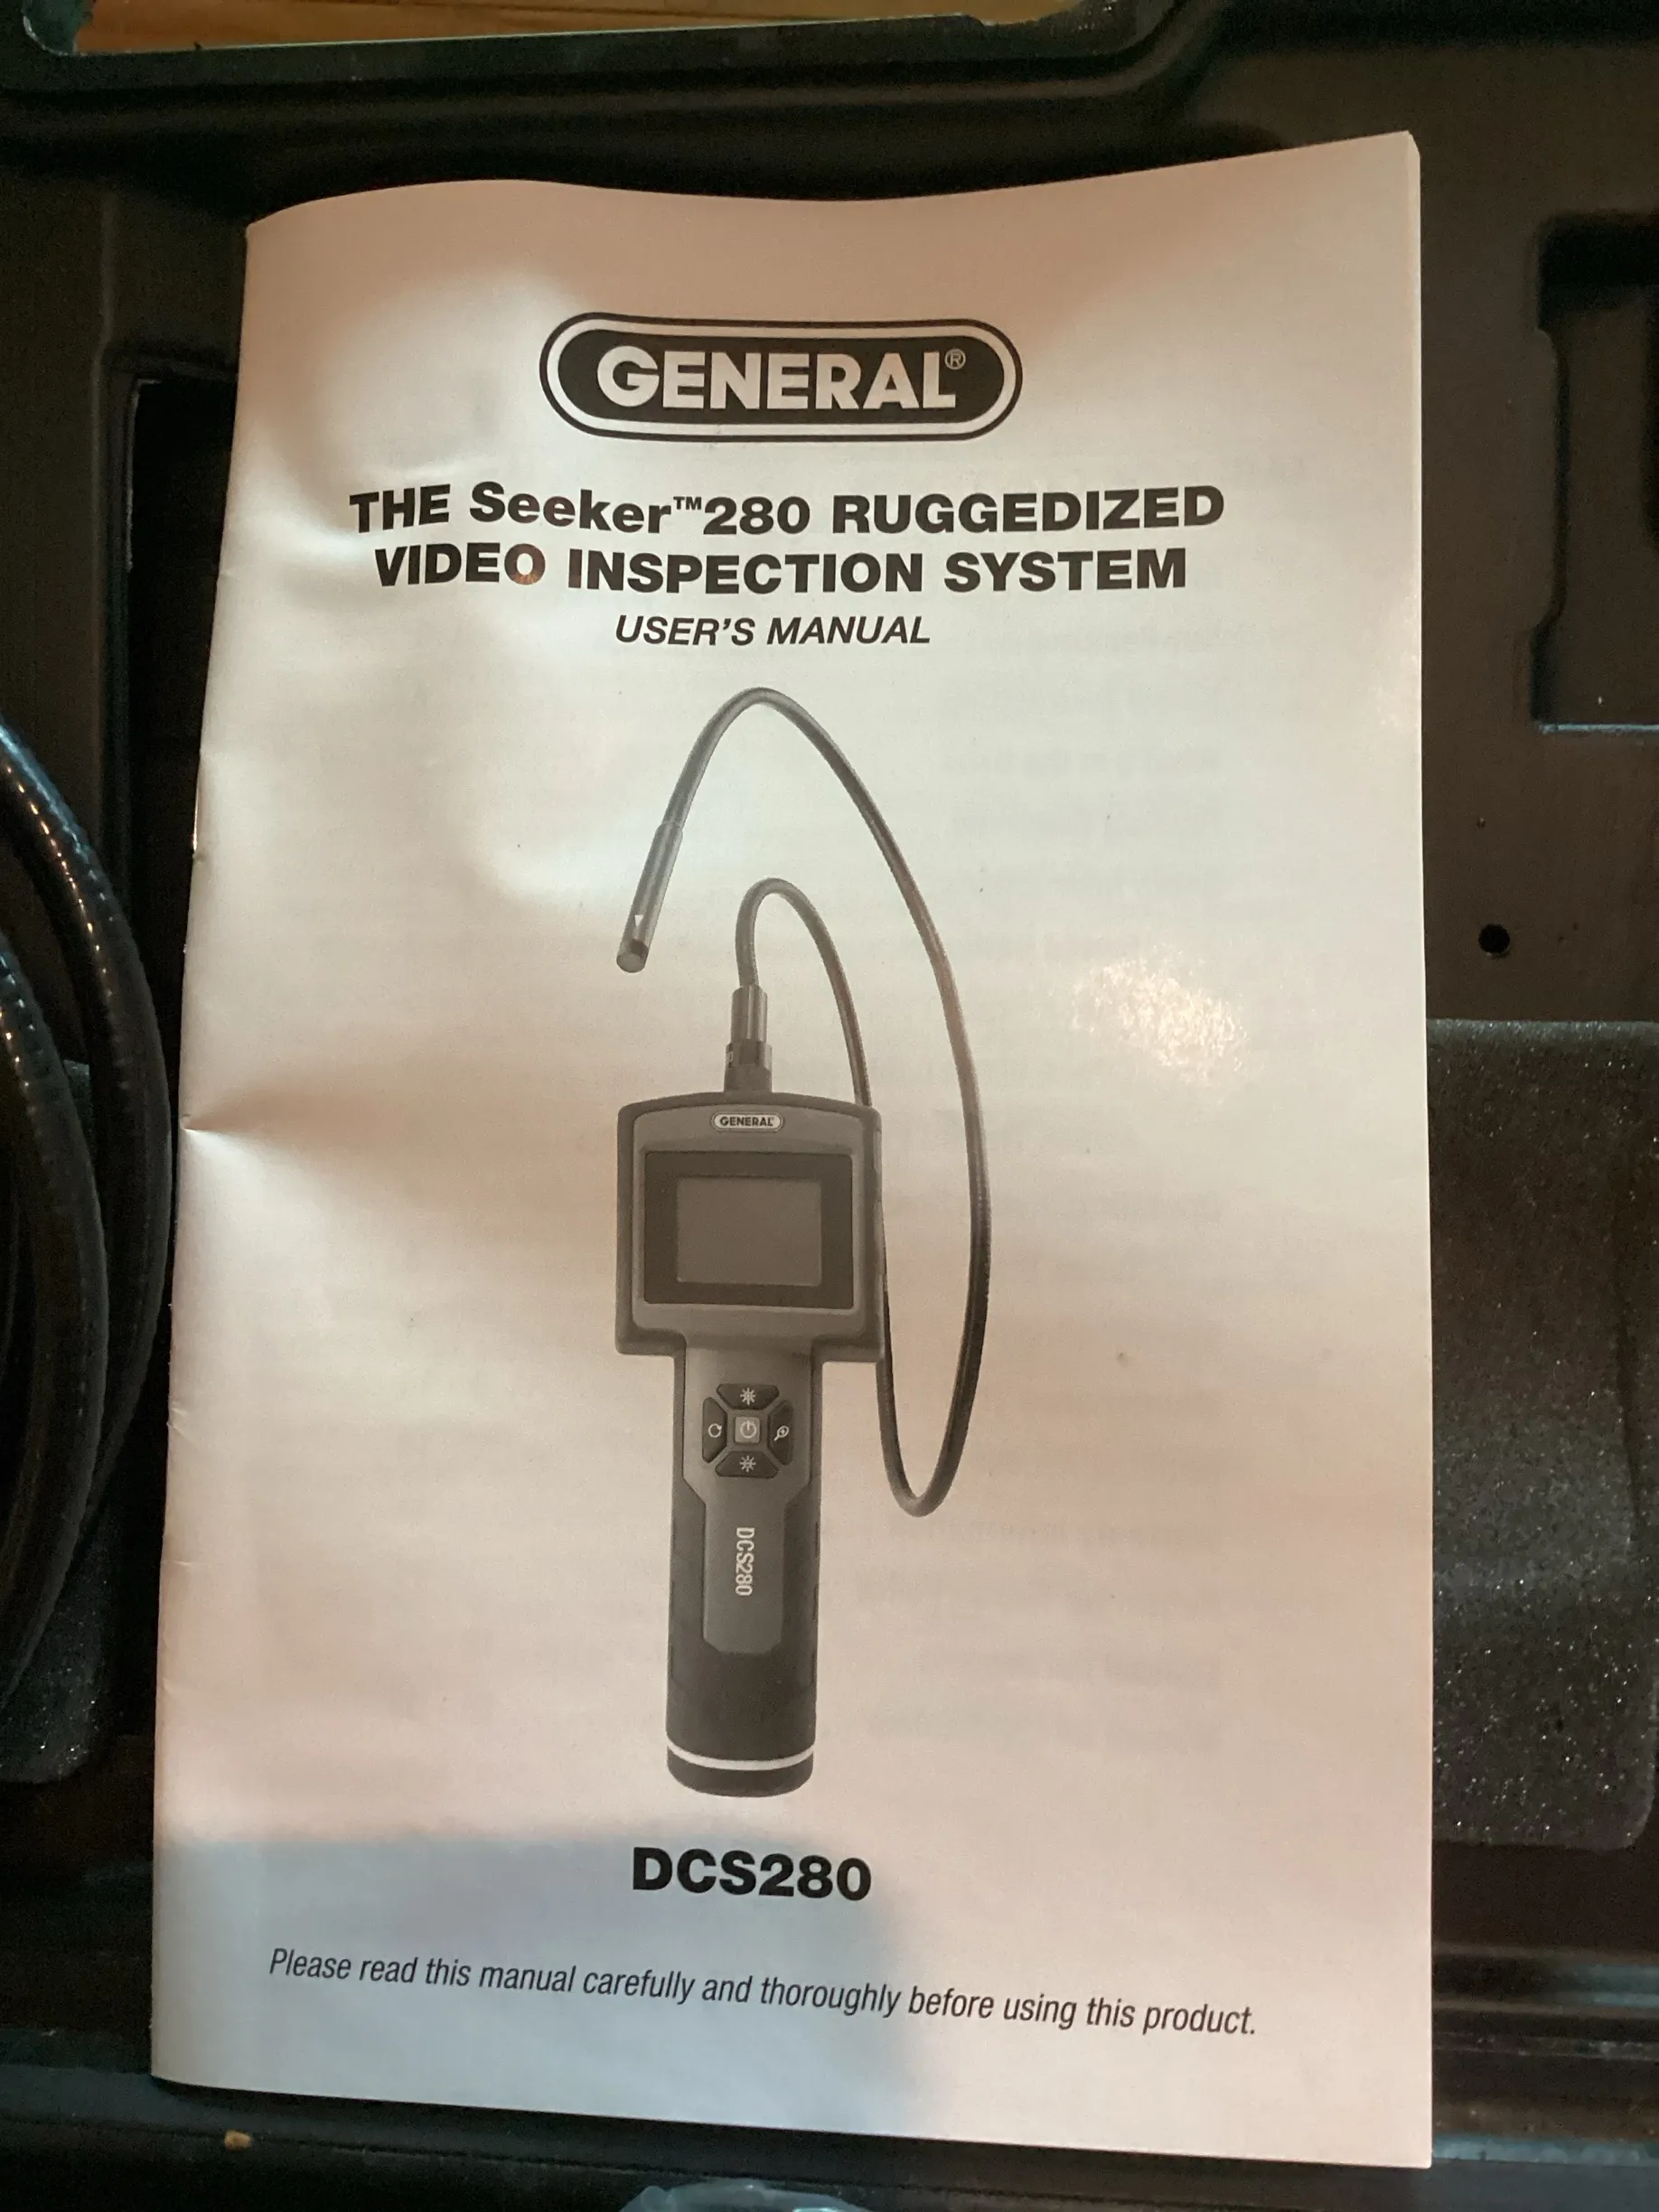 GENERAL®
THE Seeker™280 RUGGEDIZED
VIDEO INSPECTION SYSTEM
USER'S MANUAL
GENERAL
DCS280
DCS280
Please read this manual carefully and thoroughly before using this product.